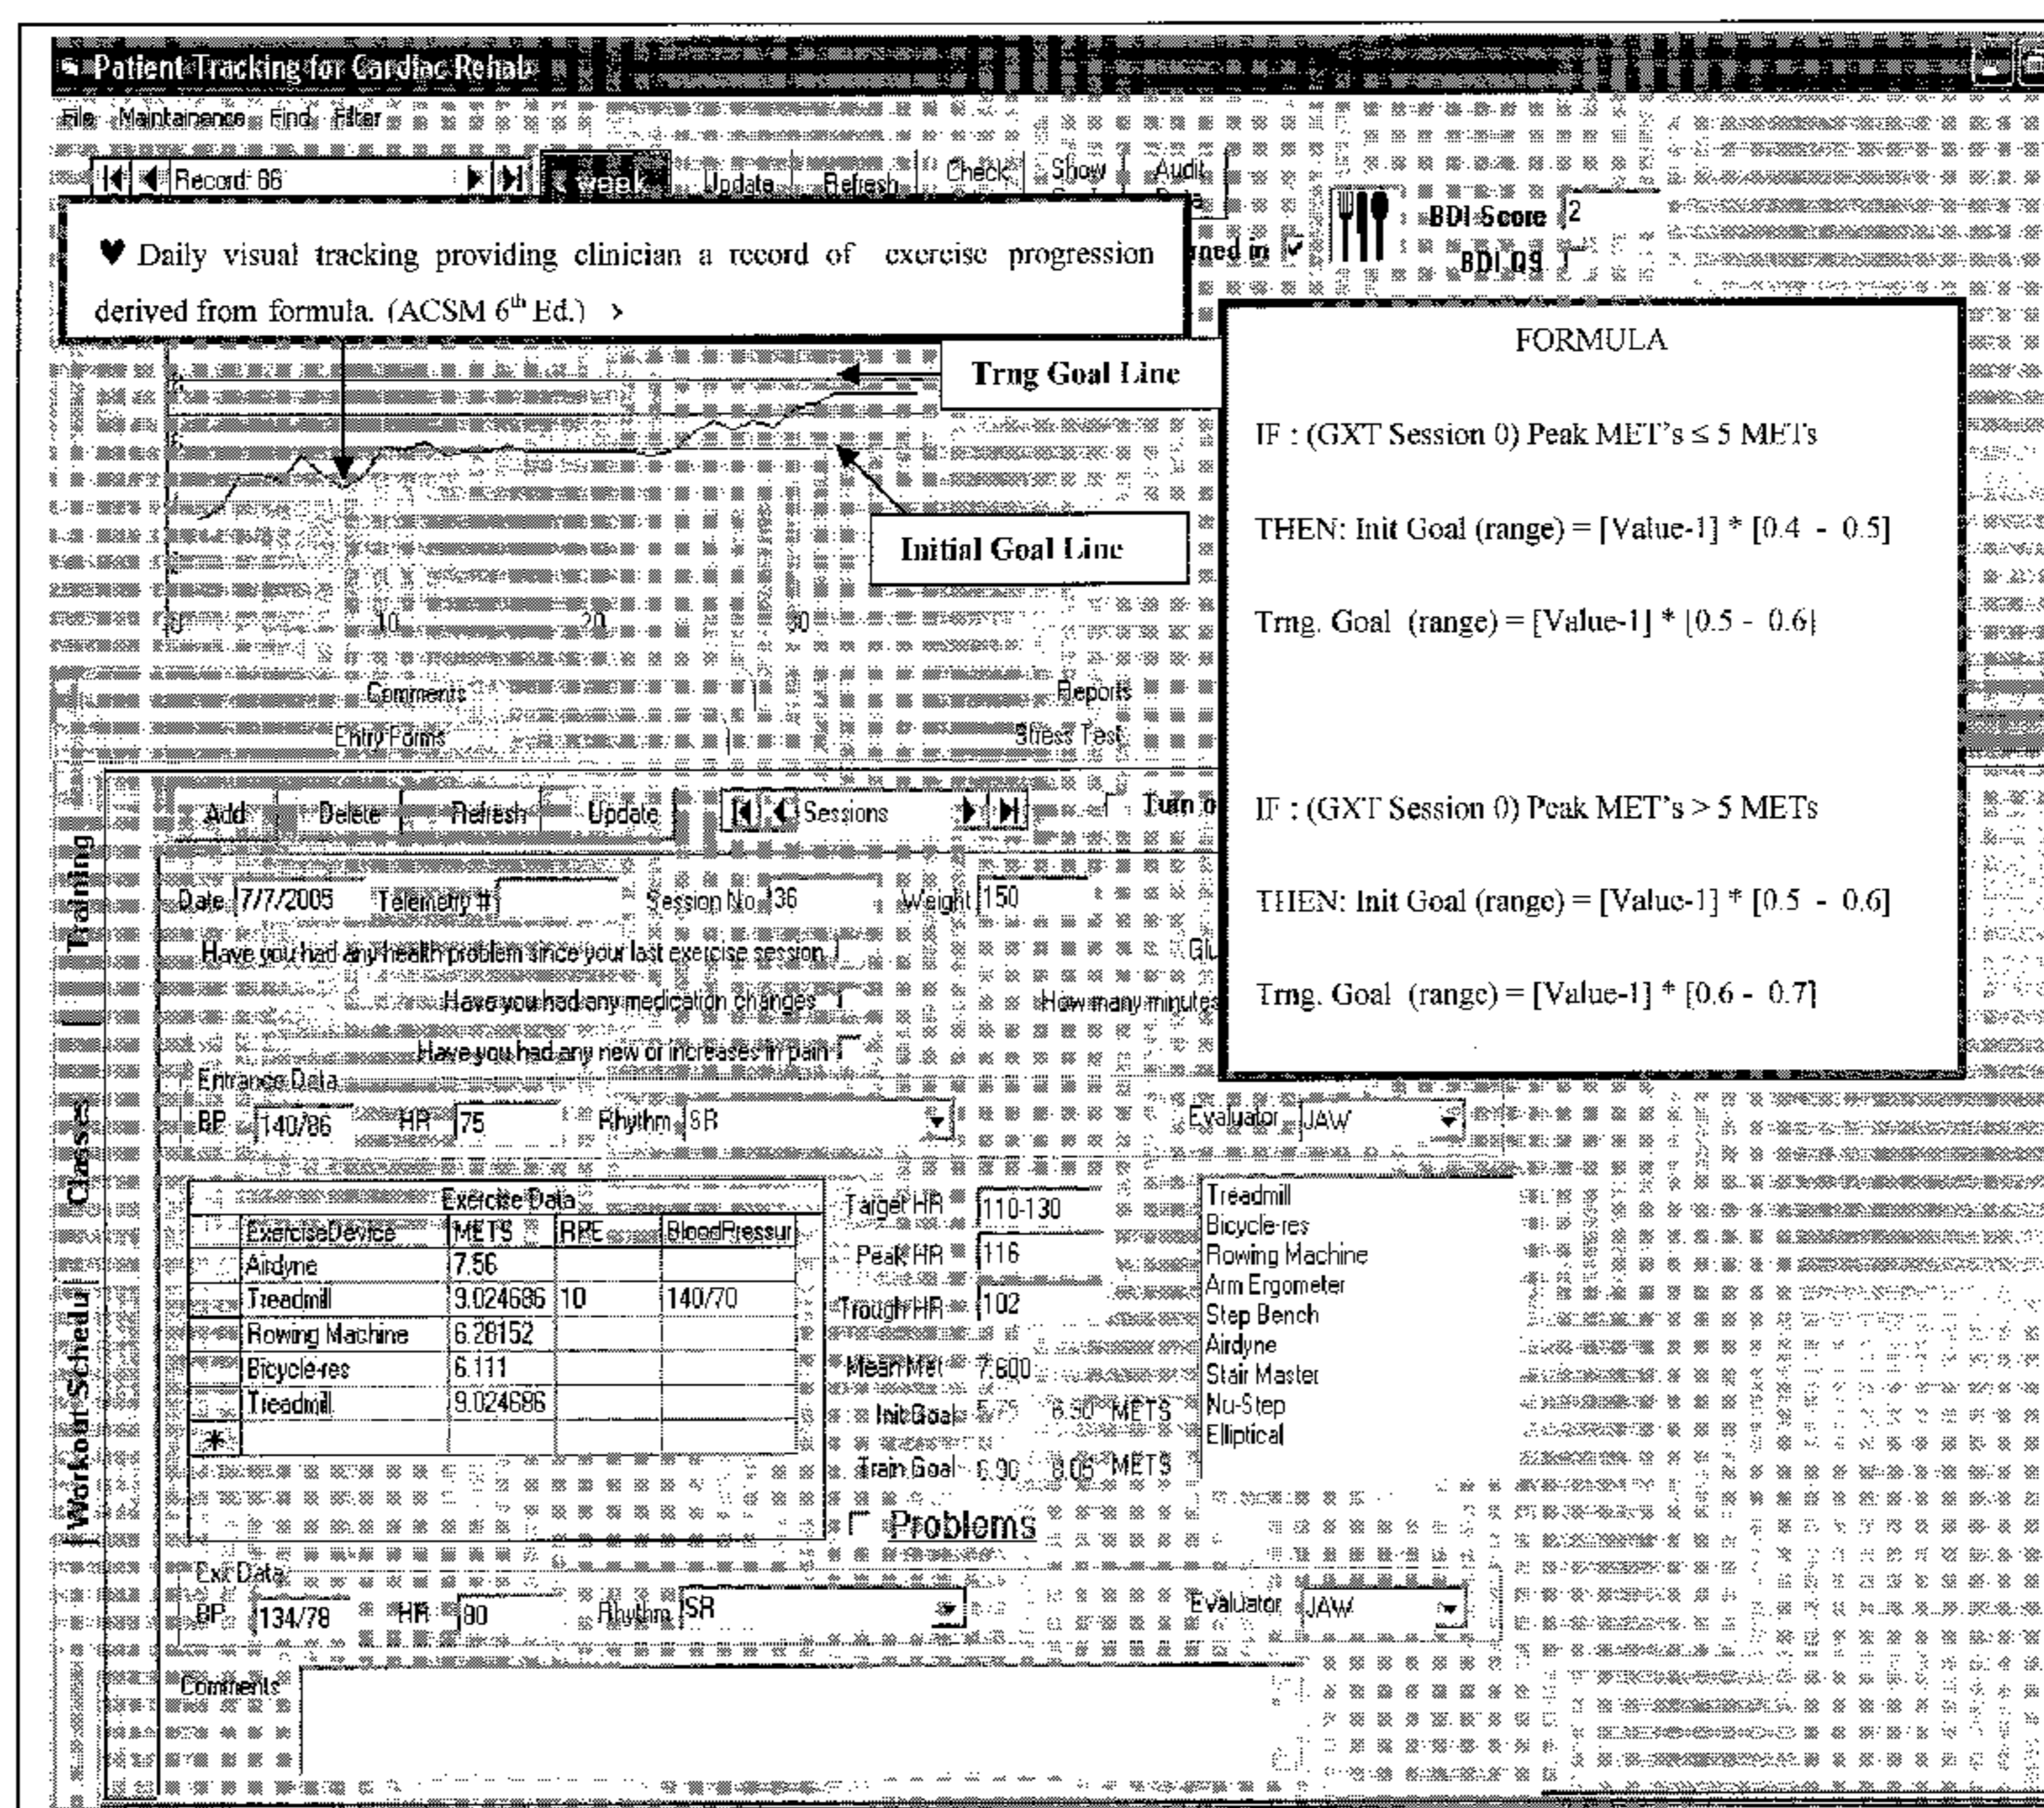 Patient Tracking for Cardiac Rehab
File Maintainence Find Filter
Record: 66
week Update Refresh Check Show Audit
BDI Score 2
BDI Q9
♥ Daily visual tracking providing clinician a record of exercise progression
derived from formula. (ACSM 6th Ed.) >
ned in
Trng Goal Line
Initial Goal Line
0 10 20 30
FORMULA
IF : (GXT Session 0) Peak MET's ≤ 5 METs
THEN: Init Goal (range) = [Value-1] * [0.4 - 0.5]
Trng. Goal (range) = [Value-1] * [0.5 - 0.6]
IF : (GXT Session 0) Peak MET's > 5 METs
THEN: Init Goal (range) = [Value-1] * [0.5 - 0.6]
Trng. Goal (range) = [Value-1] * [0.6 - 0.7]
Comments Reports
Entry Forms Stress Test
Training
Classes
Workout Schedu
Add Delete Refresh Update Sessions Turn o
Date 7/7/2005 Telemetry # Session No. 36 Weight 150
Have you had any health problem since your last exercise session Glu
Have you had any medication changes How many minutes
Have you had any new or increases in pain
Entrance Data
BP 140/86 HR 75 Rhythm SR Evaluator JAW
Exercise Data
ExerciseDevice METS RPE BloodPressur
Airdyne 7.56
Treadmill 9.024686 10 140/70
Rowing Machine 6.28152
Bicycle-res 6.111
Treadmill 9.024686
*
Target HR 110-130
Peak HR 116
Trough HR 102
Mean Met 7.600
Init Goal 5.75 6.90 METS
Train Goal 6.90 8.05 METS
Problems
Treadmill
Bicycle-res
Rowing Machine
Arm Ergometer
Step Bench
Airdyne
Stair Master
Nu-Step
Elliptical
Exit Data
BP 134/78 HR 80 Rhythm SR Evaluator JAW
Comments